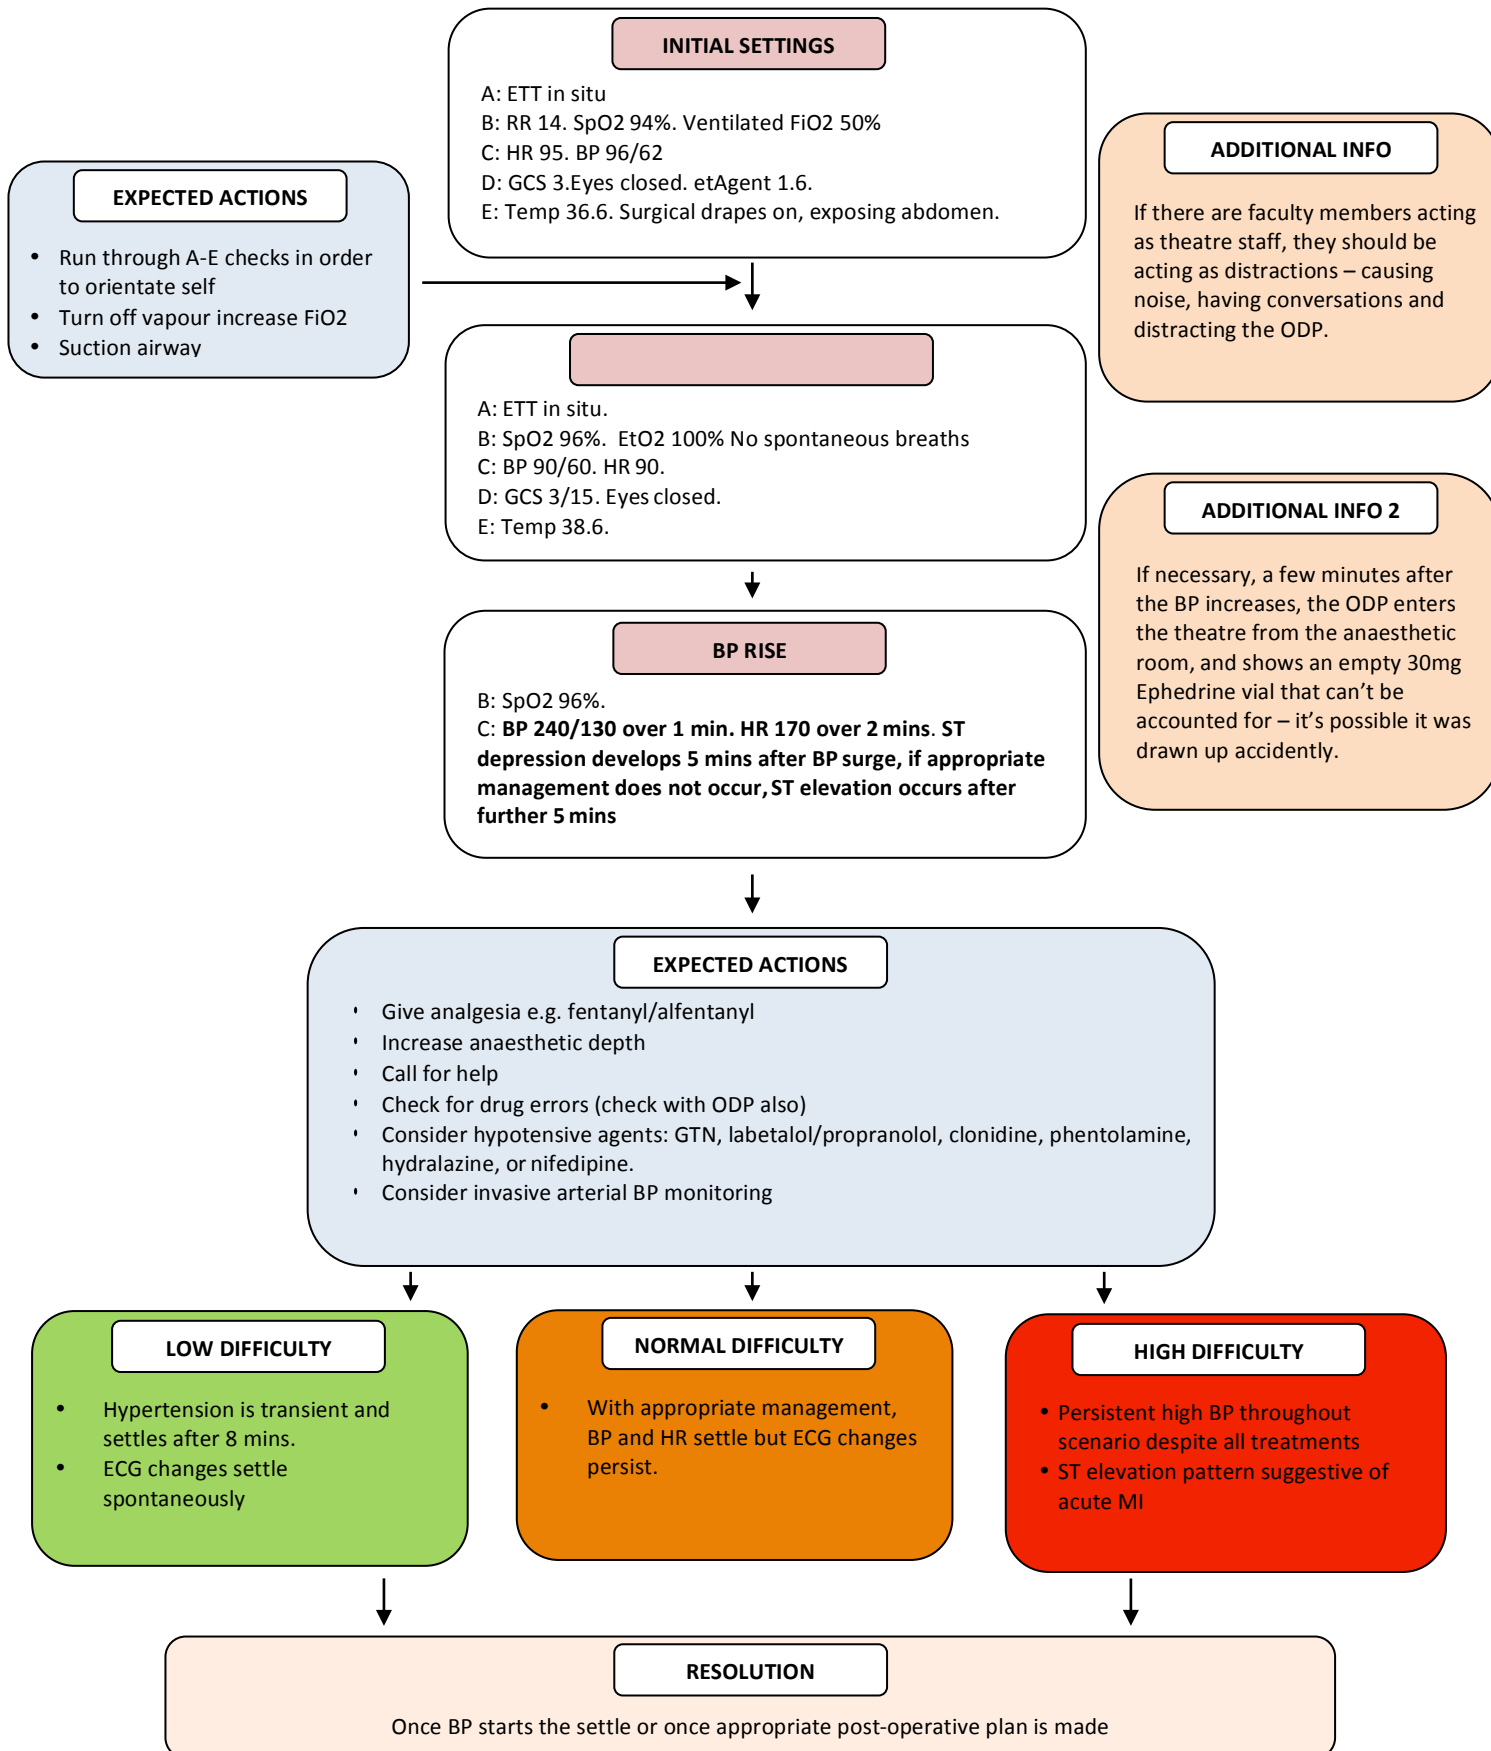 INITIAL SETTINGS
A: ETT in situ
B: RR 14. SpO2 94%. Ventilated FiO2 50%
C: HR 95. BP 96/62
D: GCS 3.Eyes closed. etAgent 1.6.
E: Temp 36.6. Surgical drapes on, exposing abdomen.
EXPECTED ACTIONS
• Run through A-E checks in order
to orientate self
• Turn off vapour increase FiO2
• Suction airway
ADDITIONAL INFO
If there are faculty members acting
as theatre staff, they should be
acting as distractions – causing
noise, having conversations and
distracting the ODP.
A: ETT in situ.
B: SpO2 96%. EtO2 100% No spontaneous breaths
C: BP 90/60. HR 90.
D: GCS 3/15. Eyes closed.
E: Temp 38.6.
ADDITIONAL INFO 2
If necessary, a few minutes after
the BP increases, the ODP enters
the theatre from the anaesthetic
room, and shows an empty 30mg
Ephedrine vial that can't be
accounted for – it's possible it was
drawn up accidently.
BP RISE
B: SpO2 96%.
C: BP 240/130 over 1 min. HR 170 over 2 mins. ST
depression develops 5 mins after BP surge, if appropriate
management does not occur, ST elevation occurs after
further 5 mins
EXPECTED ACTIONS
• Give analgesia e.g. fentanyl/alfentanyl
• Increase anaesthetic depth
• Call for help
• Check for drug errors (check with ODP also)
• Consider hypotensive agents: GTN, labetalol/propranolol, clonidine, phentolamine,
hydralazine, or nifedipine.
• Consider invasive arterial BP monitoring
LOW DIFFICULTY
• Hypertension is transient and
settles after 8 mins.
• ECG changes settle
spontaneously
NORMAL DIFFICULTY
• With appropriate management,
BP and HR settle but ECG changes
persist.
HIGH DIFFICULTY
• Persistent high BP throughout
scenario despite all treatments
• ST elevation pattern suggestive of
acute MI
RESOLUTION
Once BP starts the settle or once appropriate post-operative plan is made